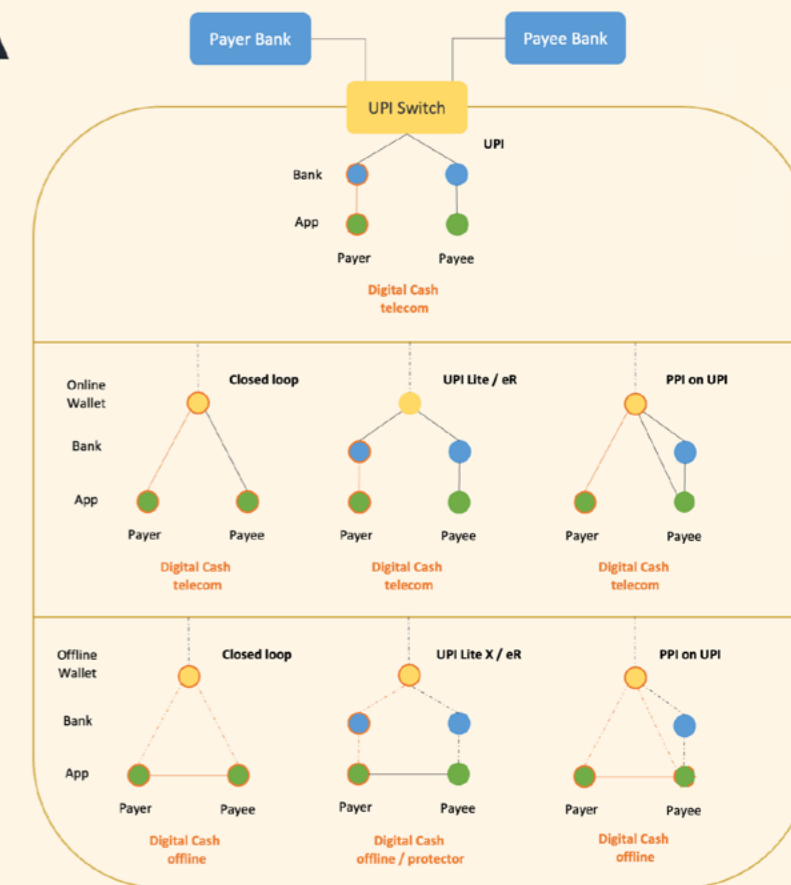 Payer Bank
Payee Bank
UPI Switch
UPI
Bank
App
Payer
Payee
Digital Cash
telecom
Closed loop
UPI Lite / eR
PPI on UPI
Online
Wallet
Bank
App
Payer
Payee
Payer
Payee
Payer
Payee
Digital Cash
telecom
Digital Cash
telecom
Digital Cash
telecom
Closed loop
UPI Lite X / eR
PPI on UPI
Offline
Wallet
Bank
App
Payer
Payee
Payer
Payee
Payer
Payee
Digital Cash
offline
Digital Cash
offline / protector
Digital Cash
offline